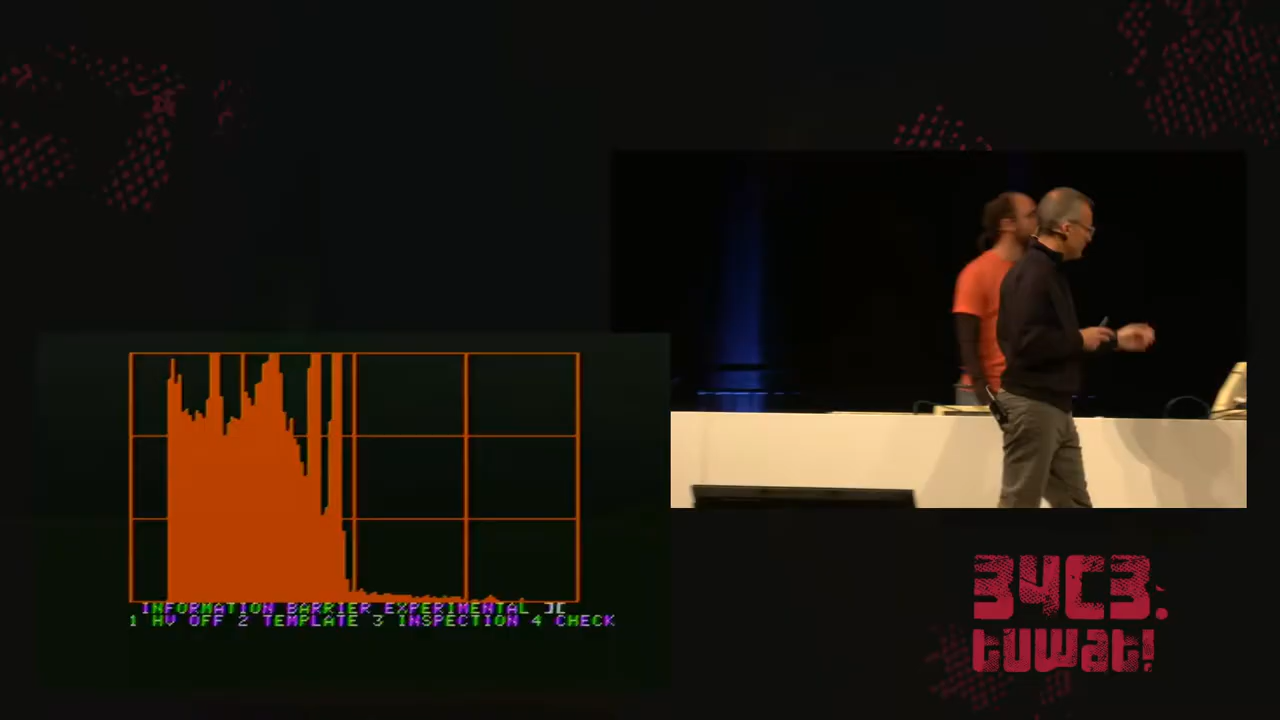 INFORMATION BARRIER EXPERIMENTAL ][
1 HV OFF 2 TEMPLATE 3 INSPECTION 4 CHECK
34C3:
tuwat!